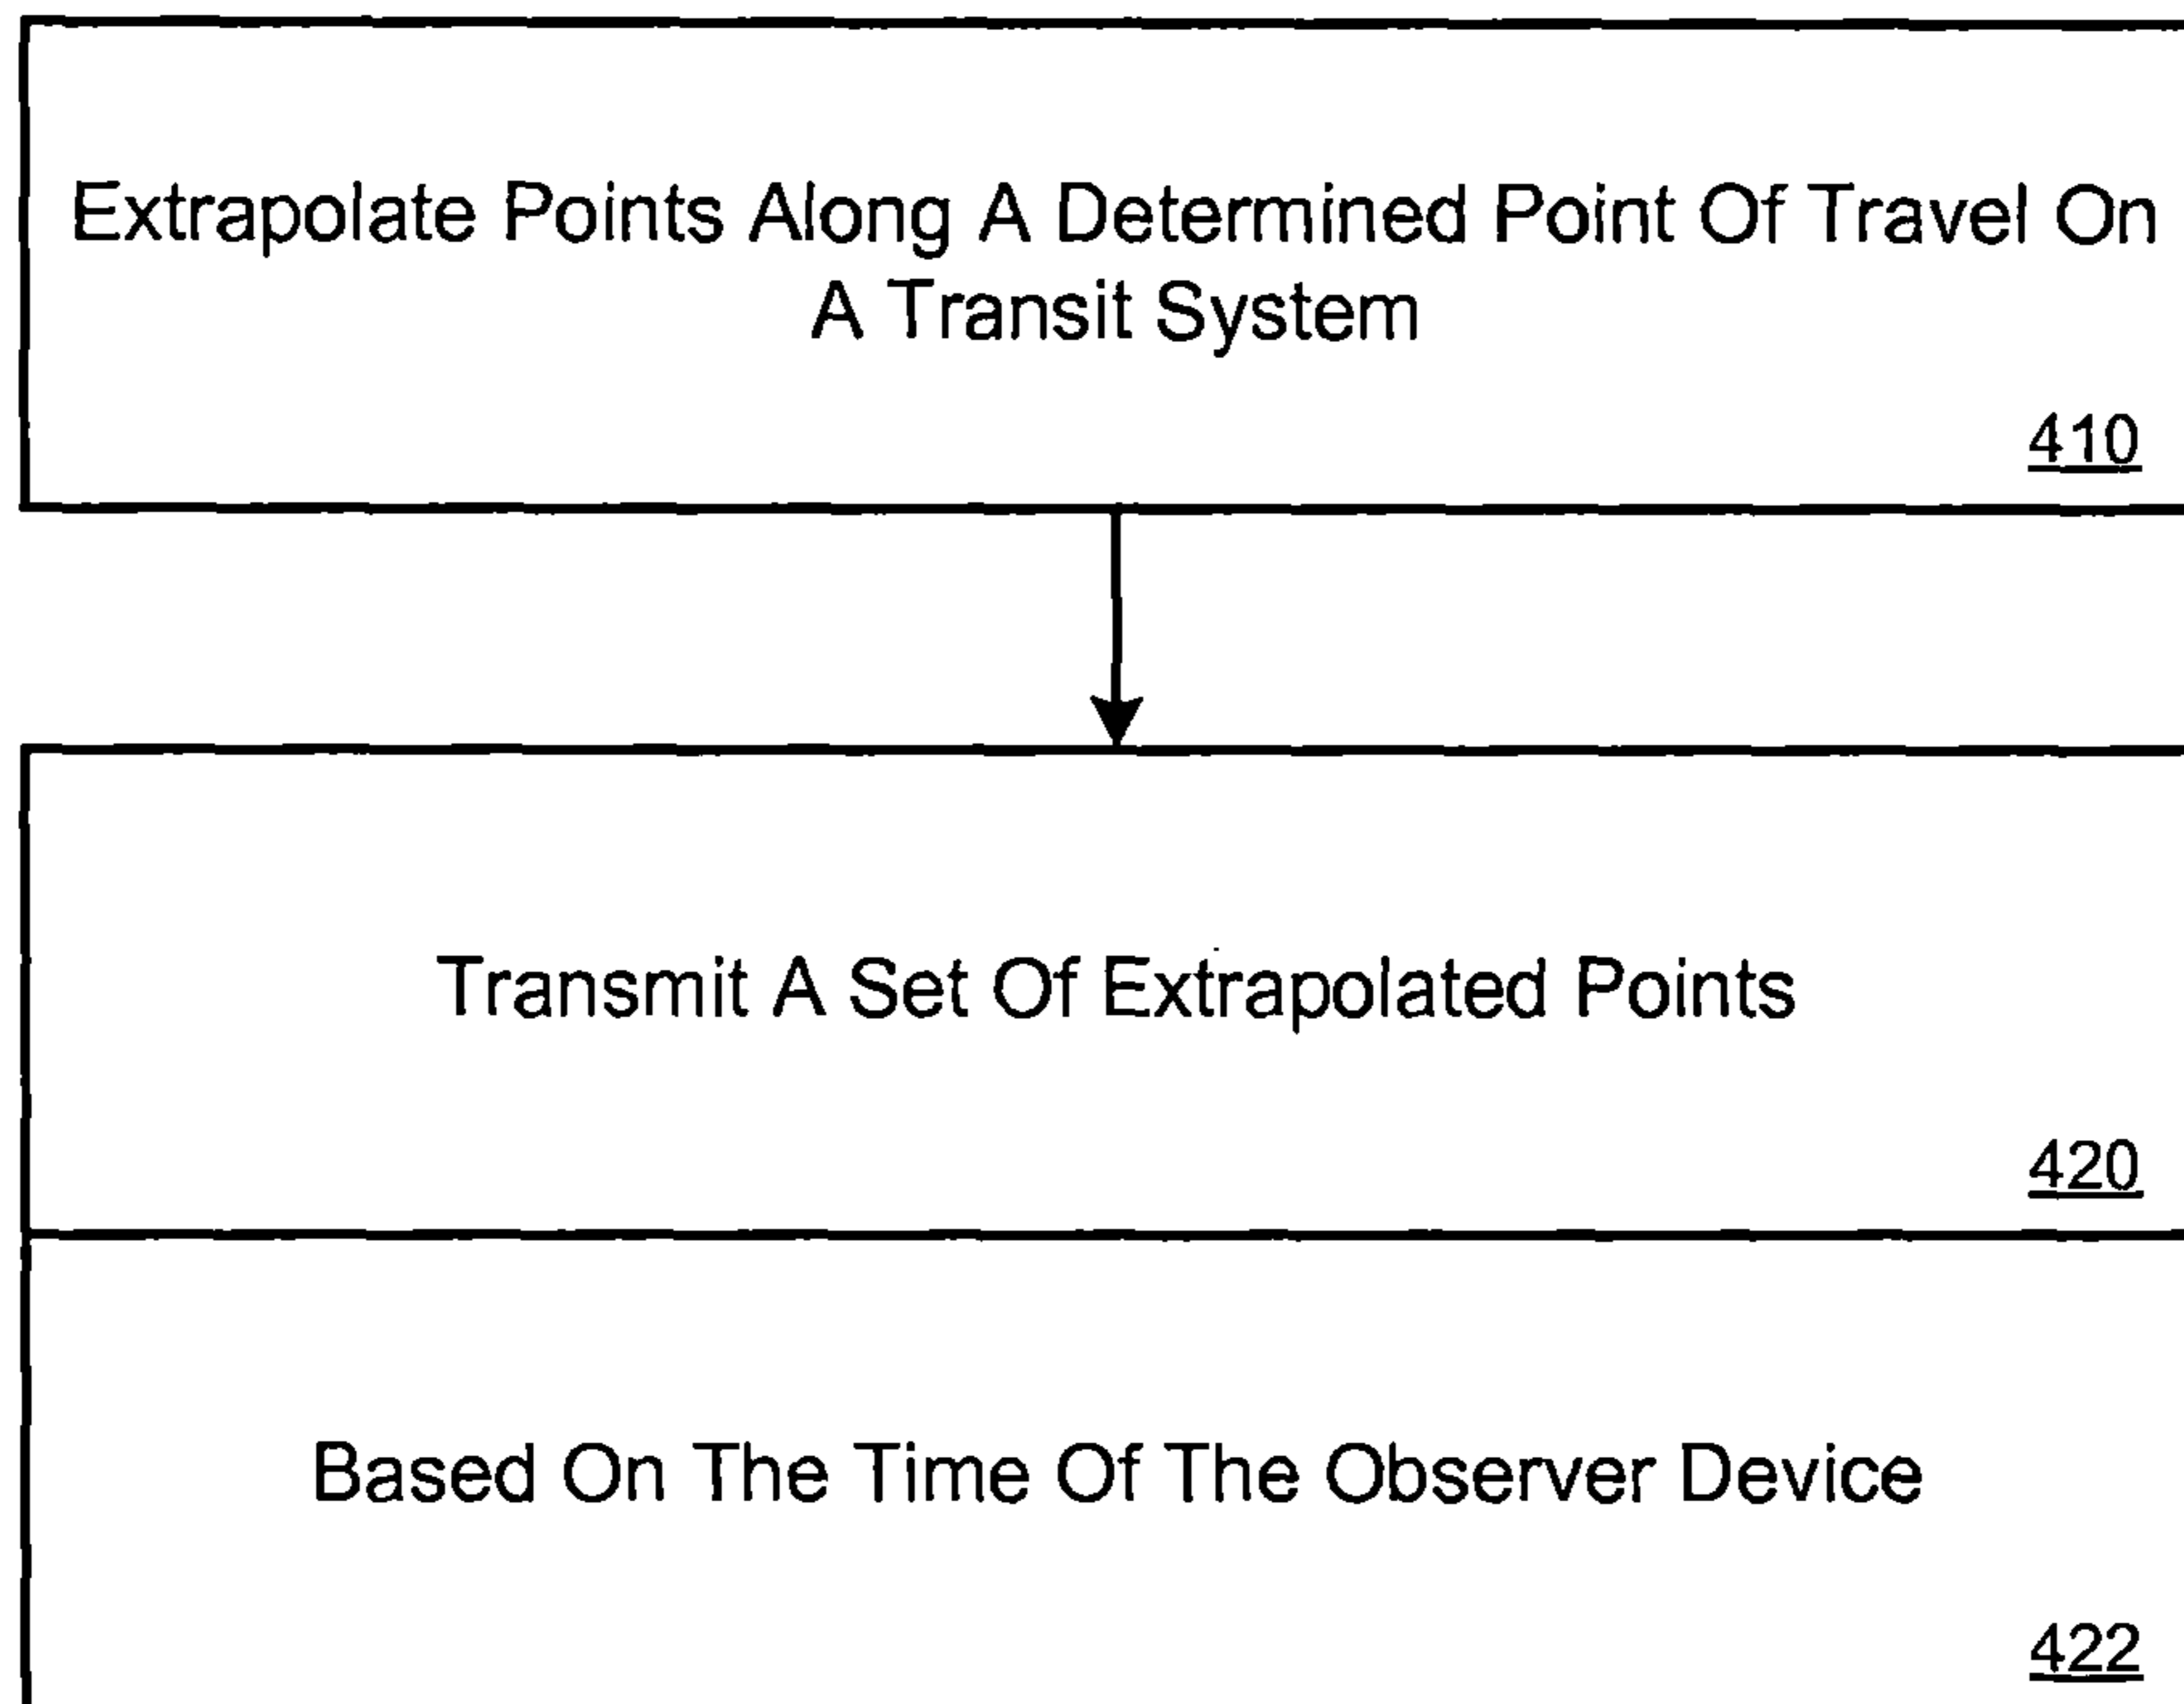 Extrapolate Points Along A Determined Point Of Travel On
A Transit System
410
Transmit A Set Of Extrapolated Points
420
Based On The Time Of The Observer Device
422